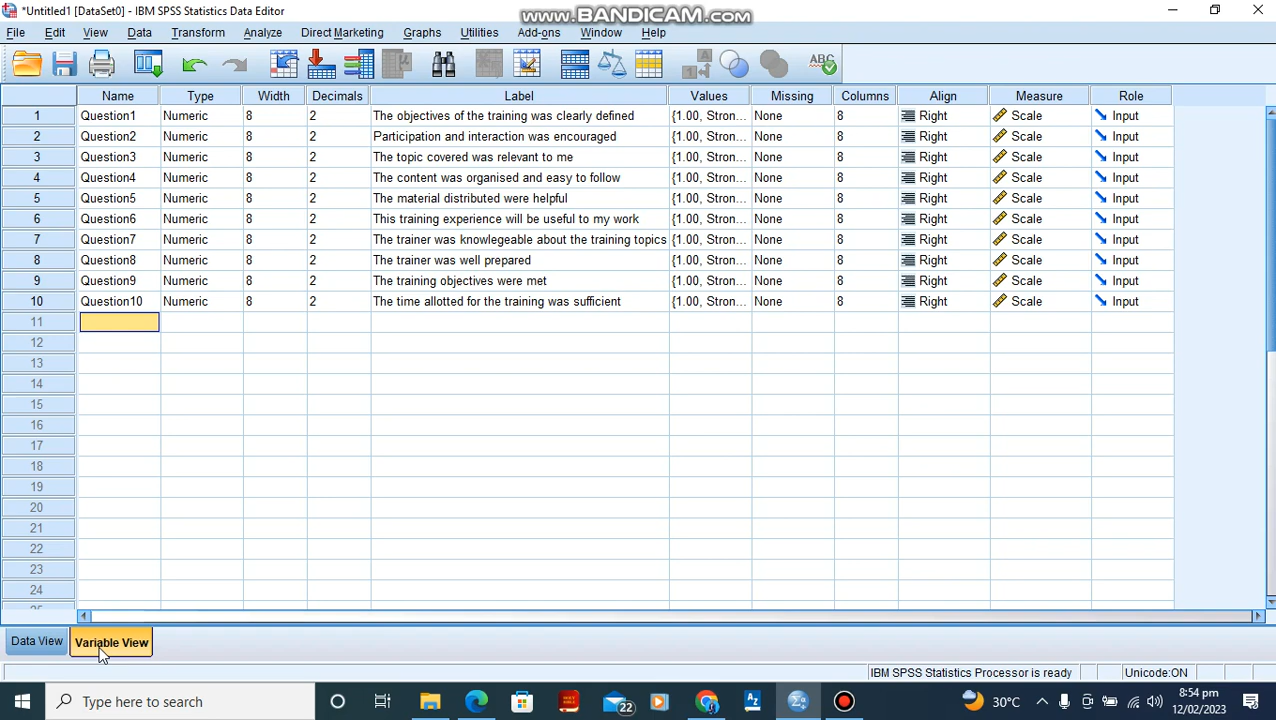 *Untitled1 [DataSet0] - IBM SPSS Statistics Data Editor
www.BANDICAM.com
File Edit View Data Transform Analyze Direct Marketing Graphs Utilities Add-ons Window Help
Name Type Width Decimals Label Values Missing Columns Align Measure Role
1 Question1 Numeric 8 2 The objectives of the training was clearly defined {1.00, Stron... None 8 Right Scale Input
2 Question2 Numeric 8 2 Participation and interaction was encouraged {1.00, Stron... None 8 Right Scale Input
3 Question3 Numeric 8 2 The topic covered was relevant to me {1.00, Stron... None 8 Right Scale Input
4 Question4 Numeric 8 2 The content was organised and easy to follow {1.00, Stron... None 8 Right Scale Input
5 Question5 Numeric 8 2 The material distributed were helpful {1.00, Stron... None 8 Right Scale Input
6 Question6 Numeric 8 2 This training experience will be useful to my work {1.00, Stron... None 8 Right Scale Input
7 Question7 Numeric 8 2 The trainer was knowlegeable about the training topics {1.00, Stron... None 8 Right Scale Input
8 Question8 Numeric 8 2 The trainer was well prepared {1.00, Stron... None 8 Right Scale Input
9 Question9 Numeric 8 2 The training objectives were met {1.00, Stron... None 8 Right Scale Input
10 Question10 Numeric 8 2 The time allotted for the training was sufficient {1.00, Stron... None 8 Right Scale Input
11
12
13
14
15
16
17
18
19
20
21
22
23
24
Data View Variable View
IBM SPSS Statistics Processor is ready Unicode:ON
Type here to search 22 30°C 8:54 pm
12/02/2023